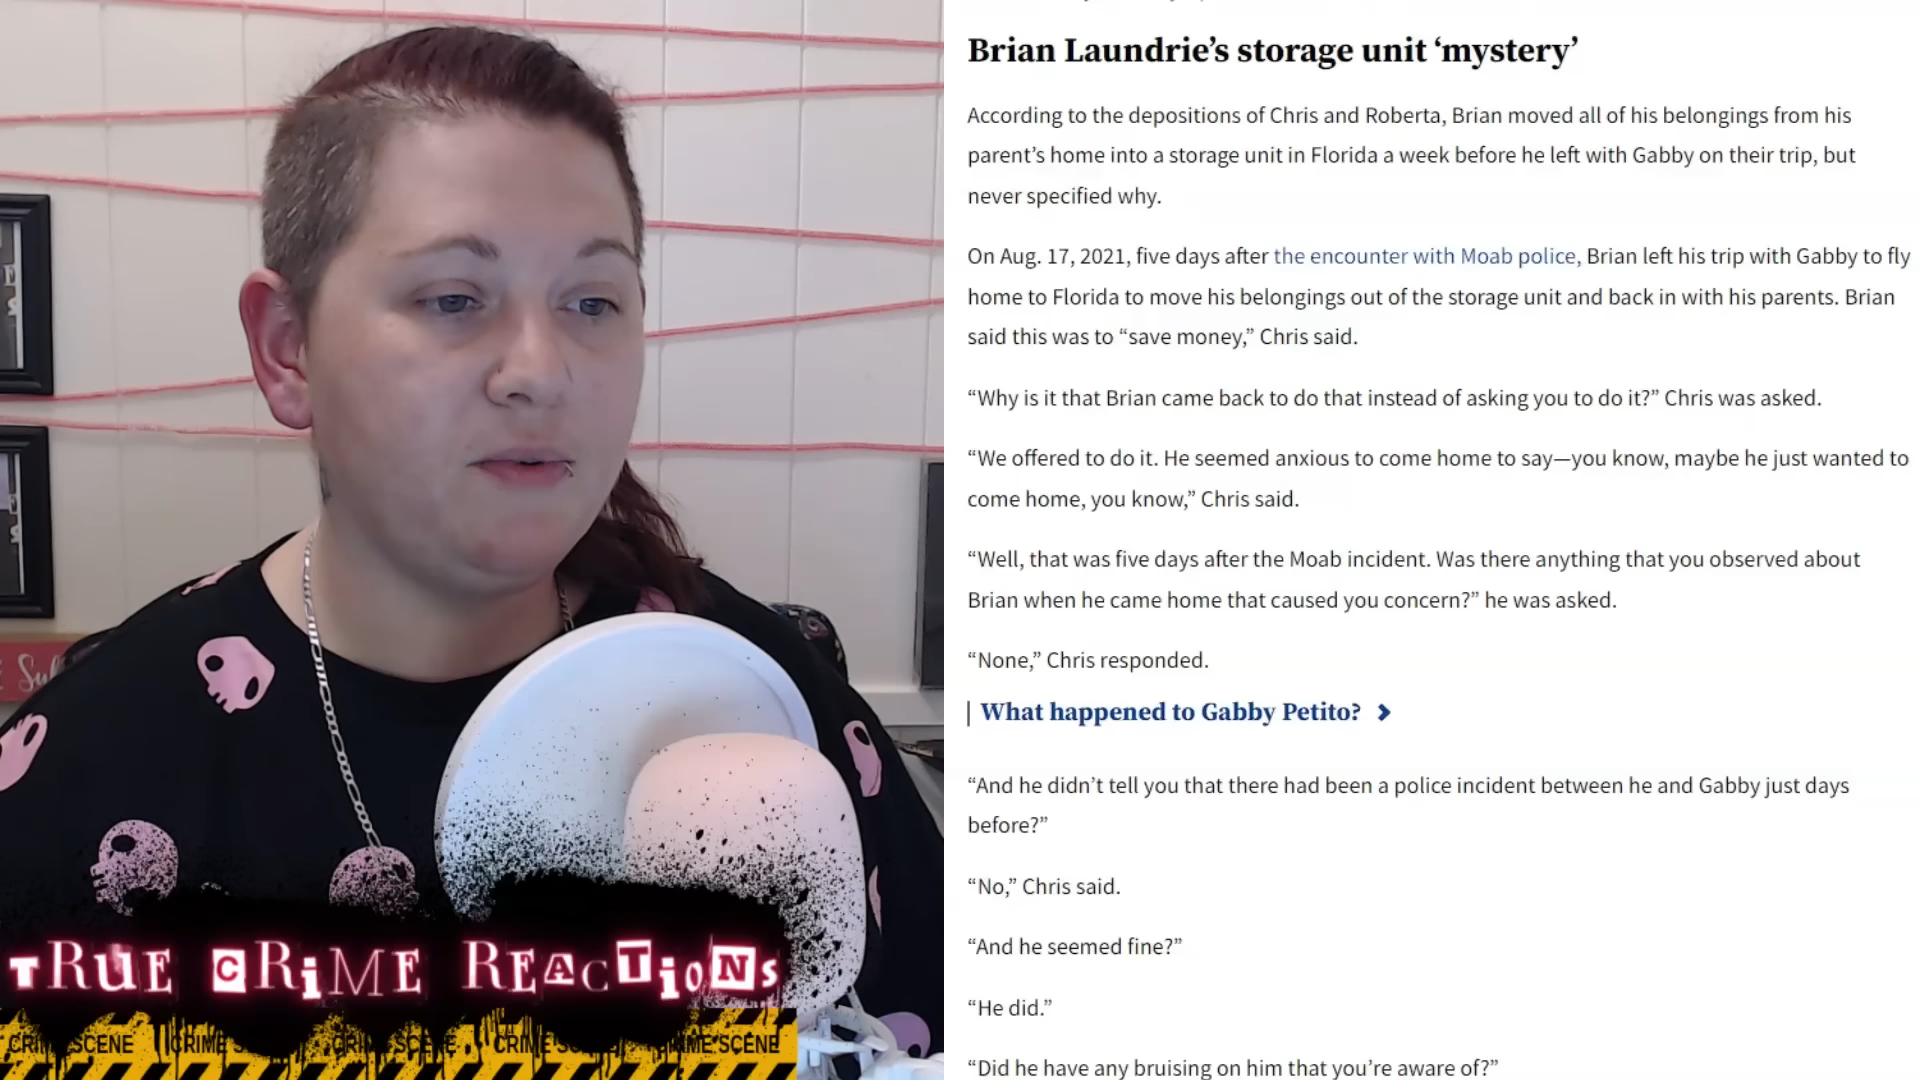 Brian Laundrie’s storage unit ‘mystery’
According to the depositions of Chris and Roberta, Brian moved all of his belongings from his
parent’s home into a storage unit in Florida a week before he left with Gabby on their trip, but
never specified why.
On Aug. 17, 2021, five days after the encounter with Moab police, Brian left his trip with Gabby to fly
home to Florida to move his belongings out of the storage unit and back in with his parents. Brian
said this was to “save money,” Chris said.
“Why is it that Brian came back to do that instead of asking you to do it?” Chris was asked.
“We offered to do it. He seemed anxious to come home to say—you know, maybe he just wanted to
come home, you know,” Chris said.
“Well, that was five days after the Moab incident. Was there anything that you observed about
Brian when he came home that caused you concern?” he was asked.
“None,” Chris responded.
What happened to Gabby Petito?
“And he didn’t tell you that there had been a police incident between he and Gabby just days
before?”
“No,” Chris said.
“And he seemed fine?”
“He did.”
“Did he have any bruising on him that you’re aware of?”
TRUE CRiME REACTiONS
CRIME SCENE CRIME SCENE CRIME SCENE CRIME SCENE